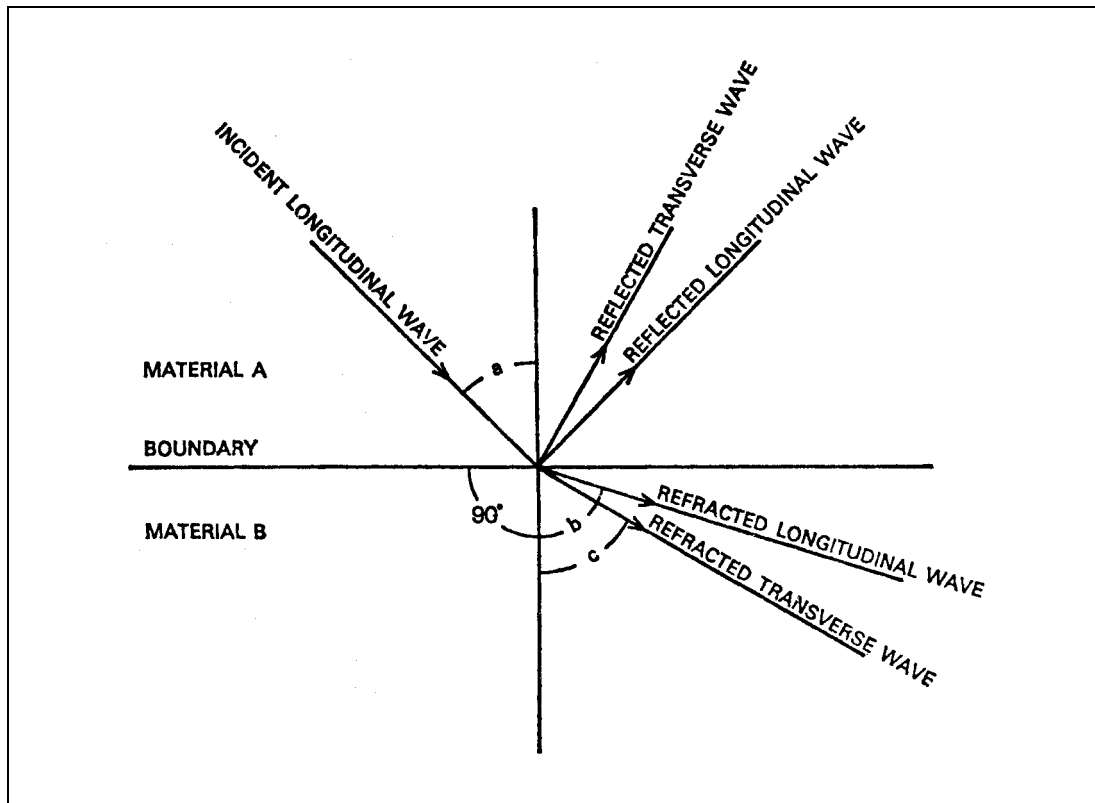 INCIDENT LONGITUDINAL WAVE
REFLECTED TRANSVERSE WAVE
REFLECTED LONGITUDINAL WAVE
a
MATERIAL A
BOUNDARY
90°
b
c
MATERIAL B
REFRACTED LONGITUDINAL WAVE
REFRACTED TRANSVERSE WAVE